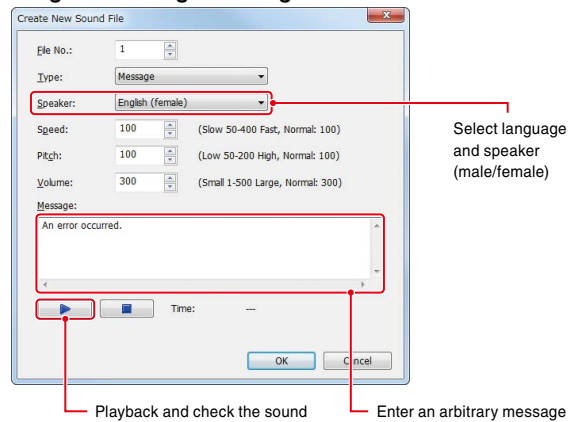 Create New Sound File
File No.: 1
Type: Message
Speaker: English (female)
Speed: 100 (Slow 50-400 Fast, Normal: 100)
Pitch: 100 (Low 50-200 High, Normal: 100)
Volume: 300 (Small 1-500 Large, Normal: 300)
Message:
An error occurred.
Time: ---
OK Cancel
Select language
and speaker
(male/female)
Playback and check the sound
Enter an arbitrary message